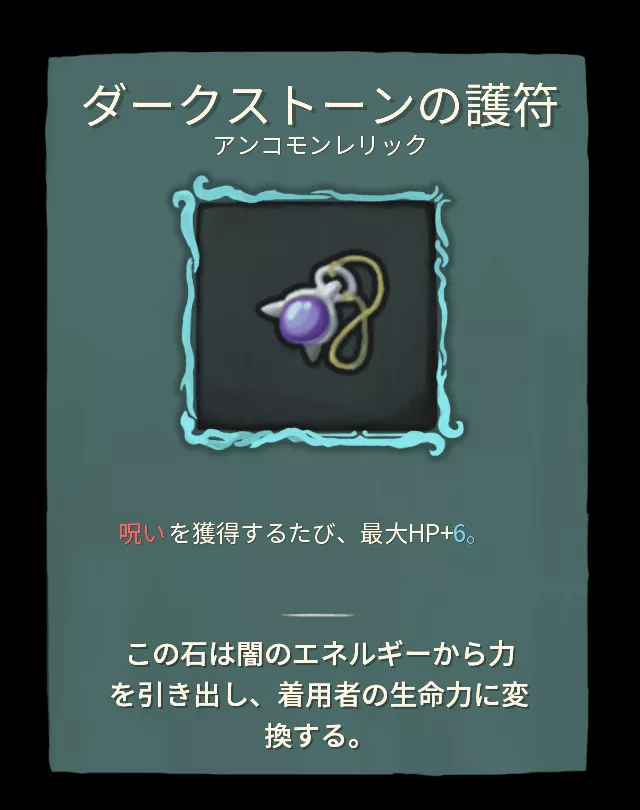 ダークストーンの護符
アンコモンレリック
呪いを獲得するたび、最大HP+6。
この石は闇のエネルギーから力
を引き出し、着用者の生命力に変
換する。